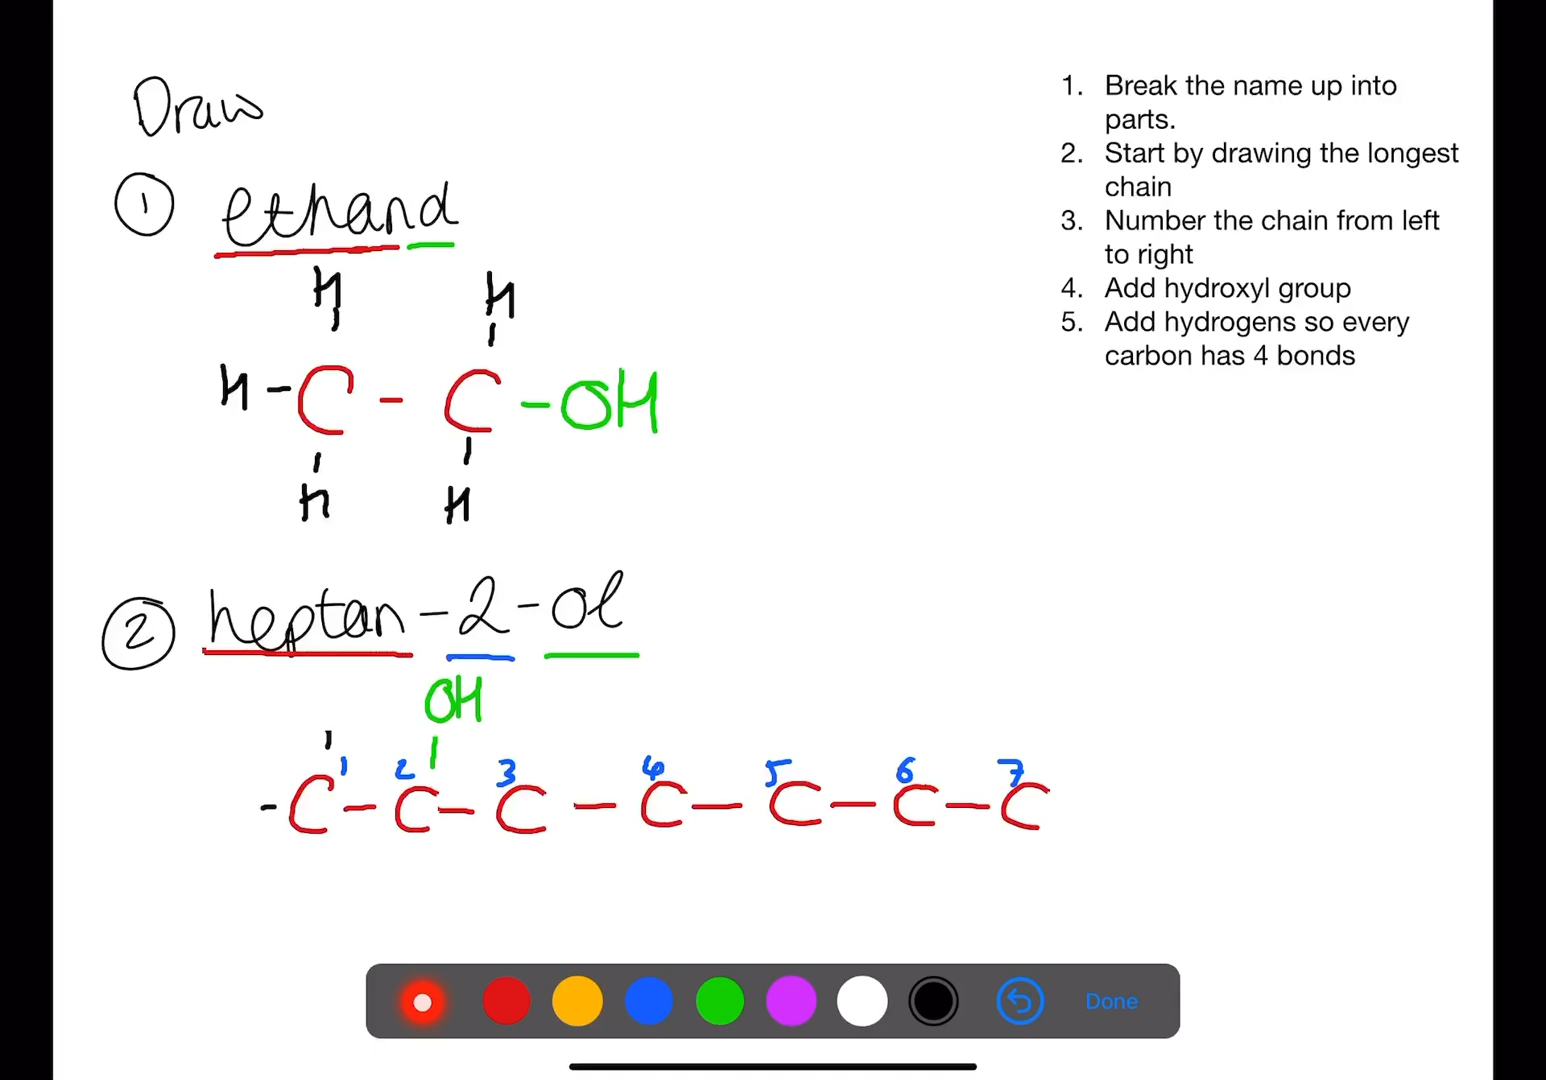 Draw
① ethanol
H H
H - C - C - OH
H H
② heptan - 2 - ol
OH
1 2 3 4 5 6 7
- C - C - C - C - C - C - C
1. Break the name up into
parts.
2. Start by drawing the longest
chain
3. Number the chain from left
to right
4. Add hydroxyl group
5. Add hydrogens so every
carbon has 4 bonds
Done